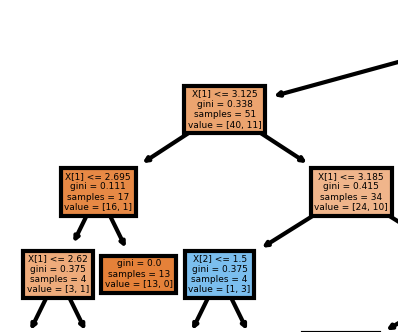 X[1] <= 3.125
gini = 0.338
samples = 51
value = [40, 11]
X[1] <= 2.695
gini = 0.111
samples = 17
value = [16, 1]
X[1] <= 3.185
gini = 0.415
samples = 34
value = [24, 10]
X[1] <= 2.62
gini = 0.375
samples = 4
value = [3, 1]
gini = 0.0
samples = 13
value = [13, 0]
X[2] <= 1.5
gini = 0.375
samples = 4
value = [1, 3]